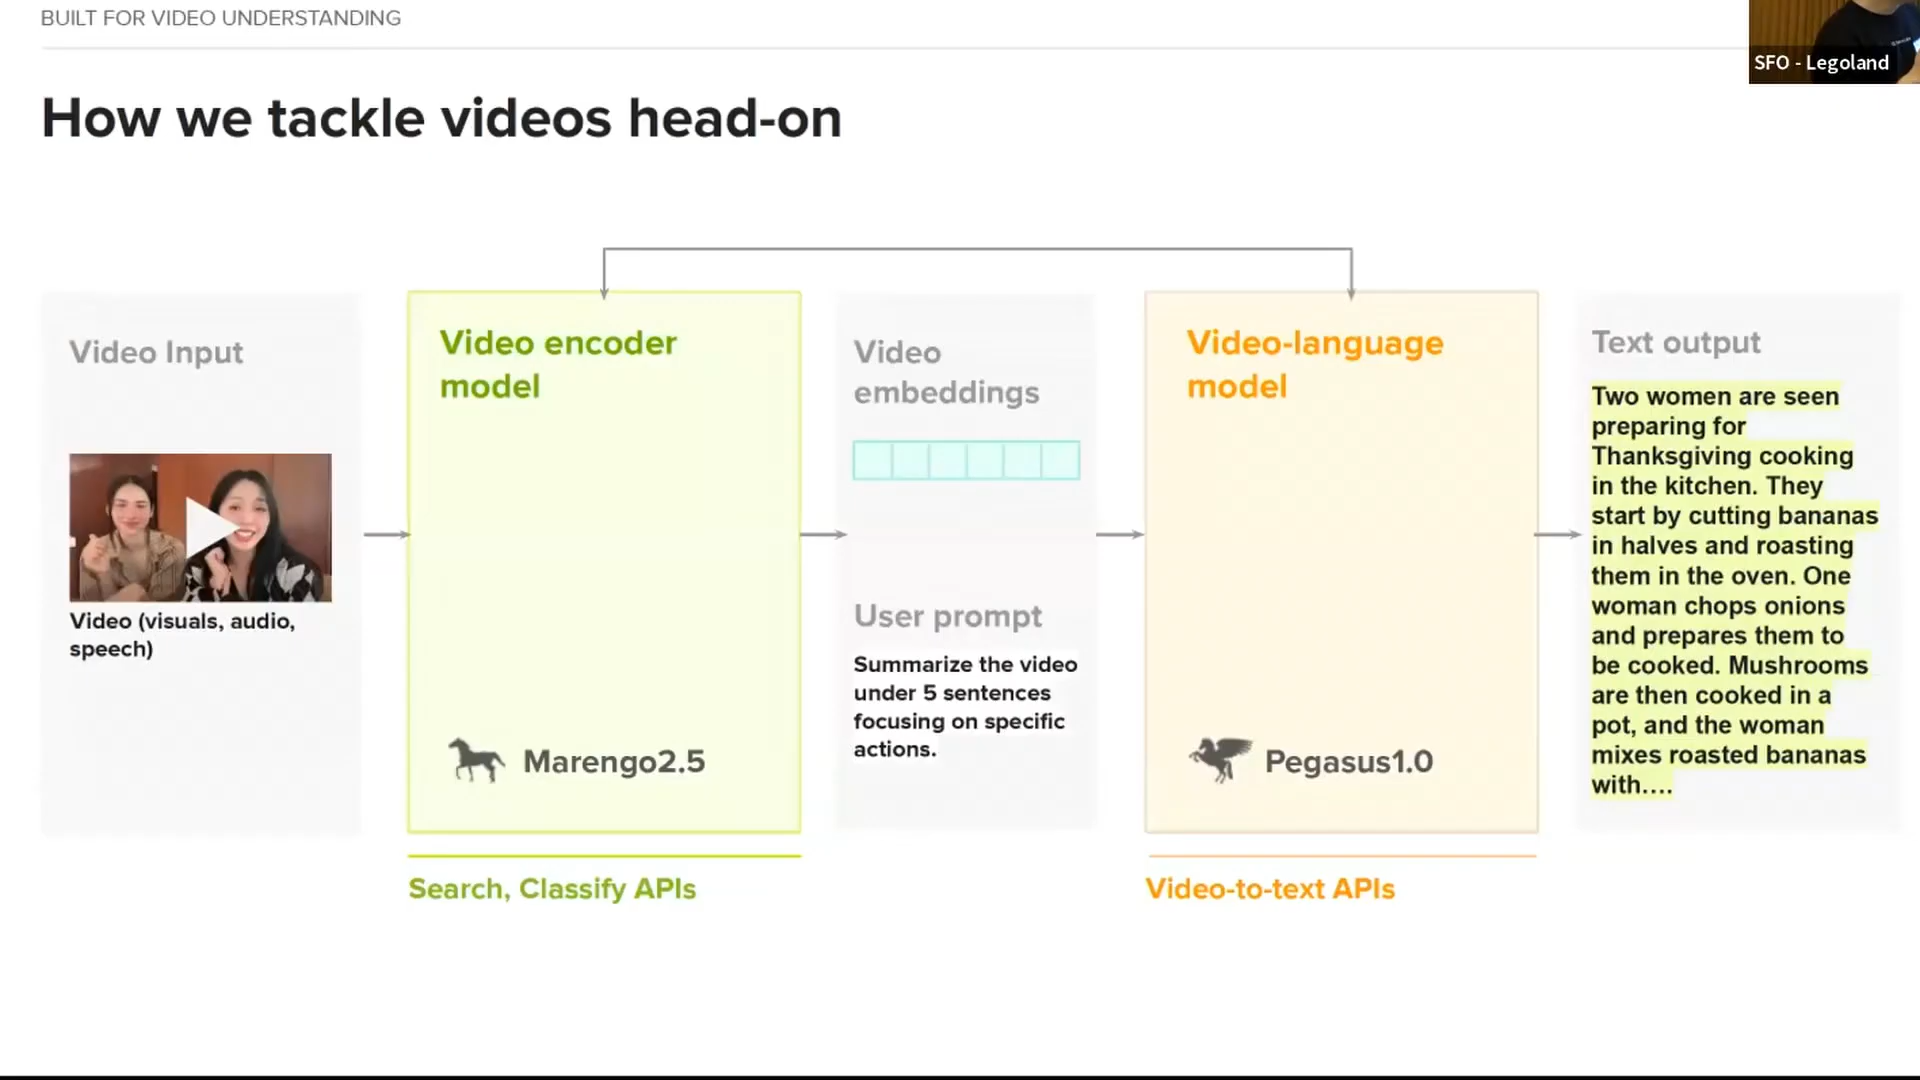 BUILT FOR VIDEO UNDERSTANDING
SFO - Legoland
How we tackle videos head-on
Video Input
Video (visuals, audio,
speech)
Video encoder
model
Marengo2.5
Search, Classify APIs
Video
embeddings
User prompt
Summarize the video
under 5 sentences
focusing on specific
actions.
Video-language
model
Pegasus1.0
Video-to-text APIs
Text output
Two women are seen
preparing for
Thanksgiving cooking
in the kitchen. They
start by cutting bananas
in halves and roasting
them in the oven. One
woman chops onions
and prepares them to
be cooked. Mushrooms
are then cooked in a
pot, and the woman
mixes roasted bananas
with....